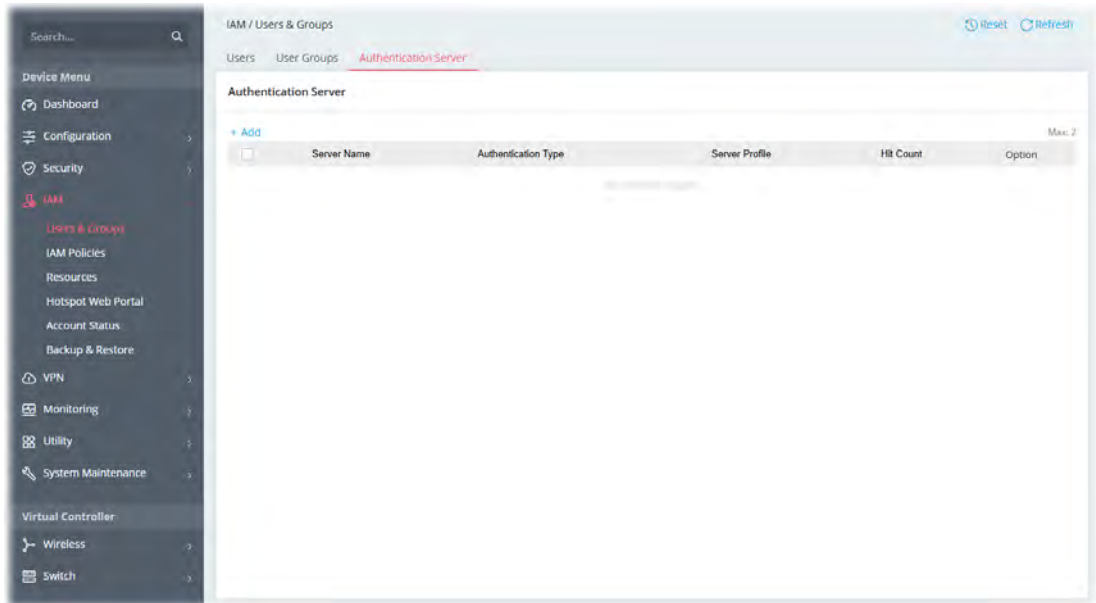 Search...
IAM / Users & Groups
Reset
Refresh
Users
User Groups
Authentication Server
Device Menu
Authentication Server
Dashboard
+ Add
Max: 2
Server Name
Authentication Type
Server Profile
Hit Count
Option
Configuration
Security
IAM
Users & Groups
IAM Policies
Resources
Hotspot Web Portal
Account Status
Backup & Restore
VPN
Monitoring
Utility
System Maintenance
Virtual Controller
Wireless
Switch